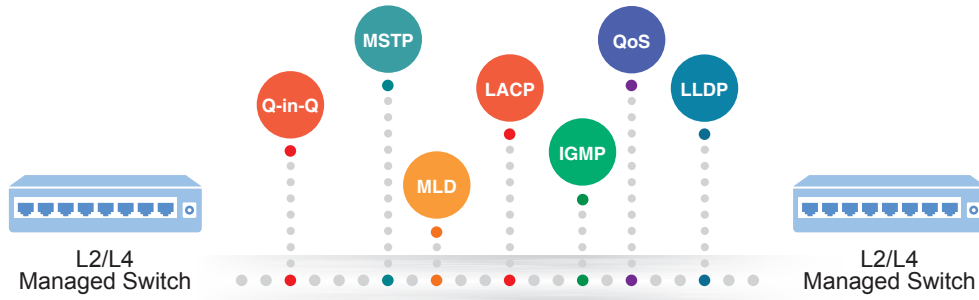 MSTP
QoS
Q-in-Q
LACP
LLDP
IGMP
MLD
L2/L4
Managed Switch
L2/L4
Managed Switch